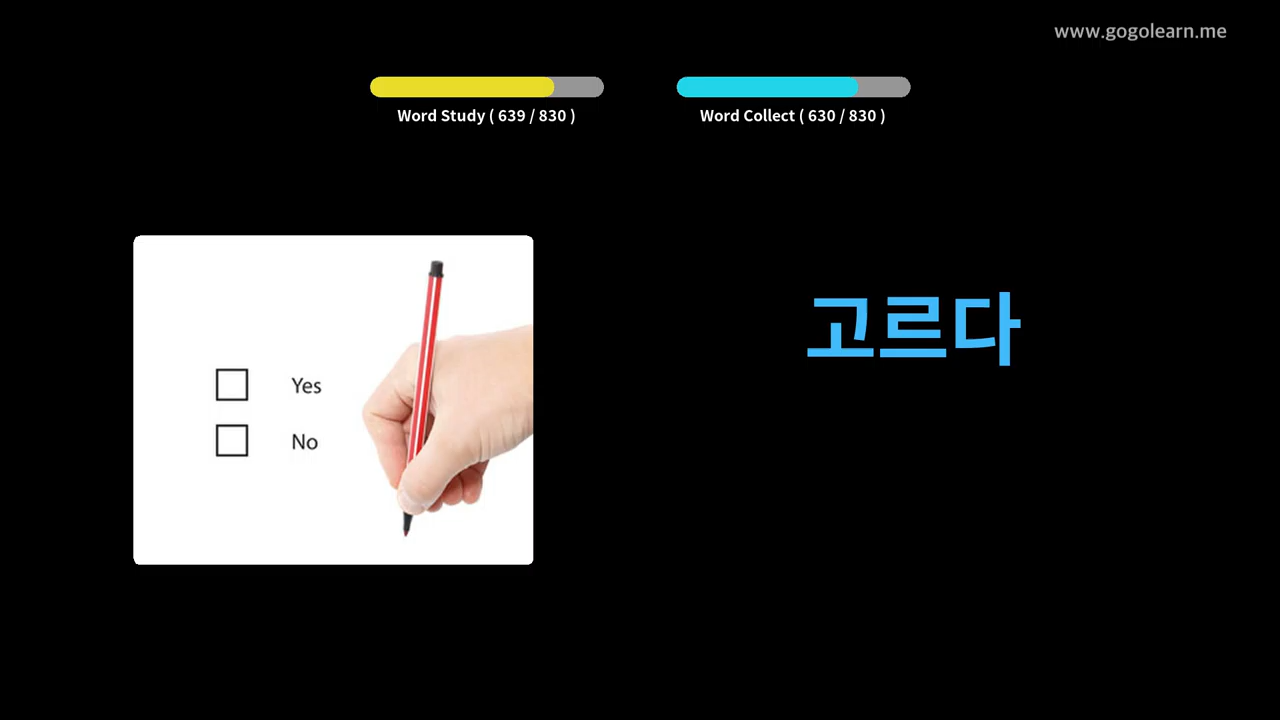 www.gogolearn.me
Word Study ( 639 / 830 )
Word Collect ( 630 / 830 )
Yes
No
고르다